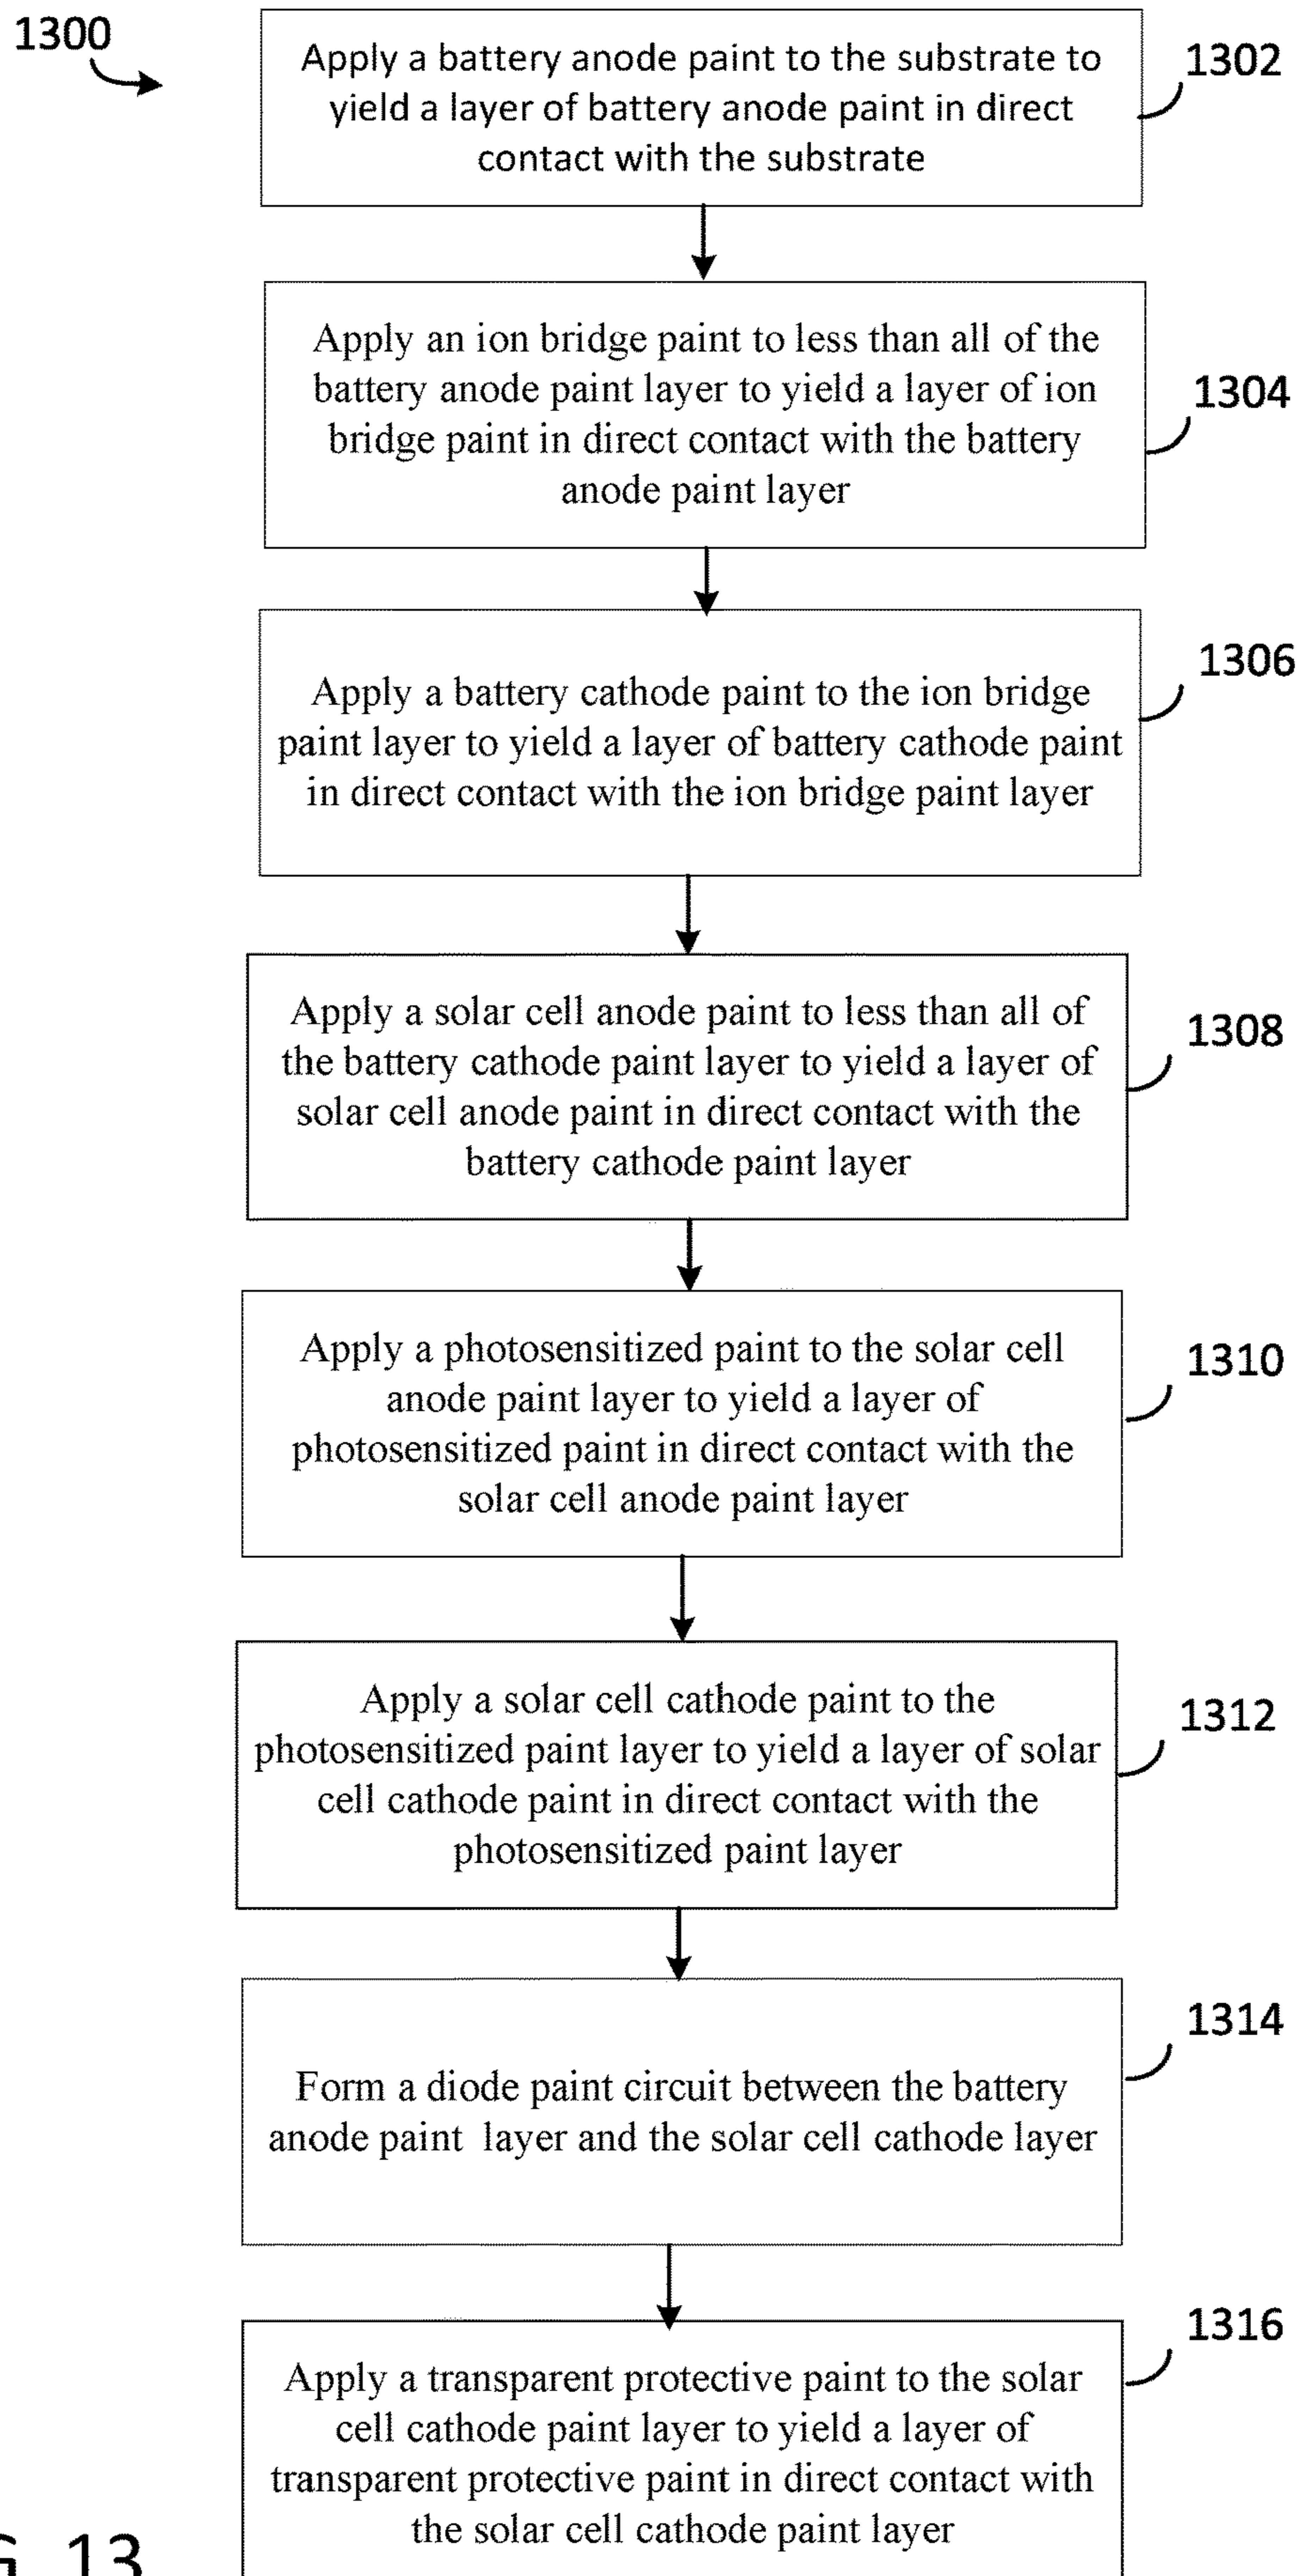 1300
Apply a battery anode paint to the substrate to
yield a layer of battery anode paint in direct
contact with the substrate
1302
Apply an ion bridge paint to less than all of the
battery anode paint layer to yield a layer of ion
bridge paint in direct contact with the battery
anode paint layer
1304
Apply a battery cathode paint to the ion bridge
paint layer to yield a layer of battery cathode paint
in direct contact with the ion bridge paint layer
1306
Apply a solar cell anode paint to less than all of
the battery cathode paint layer to yield a layer of
solar cell anode paint in direct contact with the
battery cathode paint layer
1308
Apply a photosensitized paint to the solar cell
anode paint layer to yield a layer of
photosensitized paint in direct contact with the
solar cell anode paint layer
1310
Apply a solar cell cathode paint to the
photosensitized paint layer to yield a layer of solar
cell cathode paint in direct contact with the
photosensitized paint layer
1312
Form a diode paint circuit between the battery
anode paint layer and the solar cell cathode layer
1314
Apply a transparent protective paint to the solar
cell cathode paint layer to yield a layer of
transparent protective paint in direct contact with
the solar cell cathode paint layer
1316
G. 13